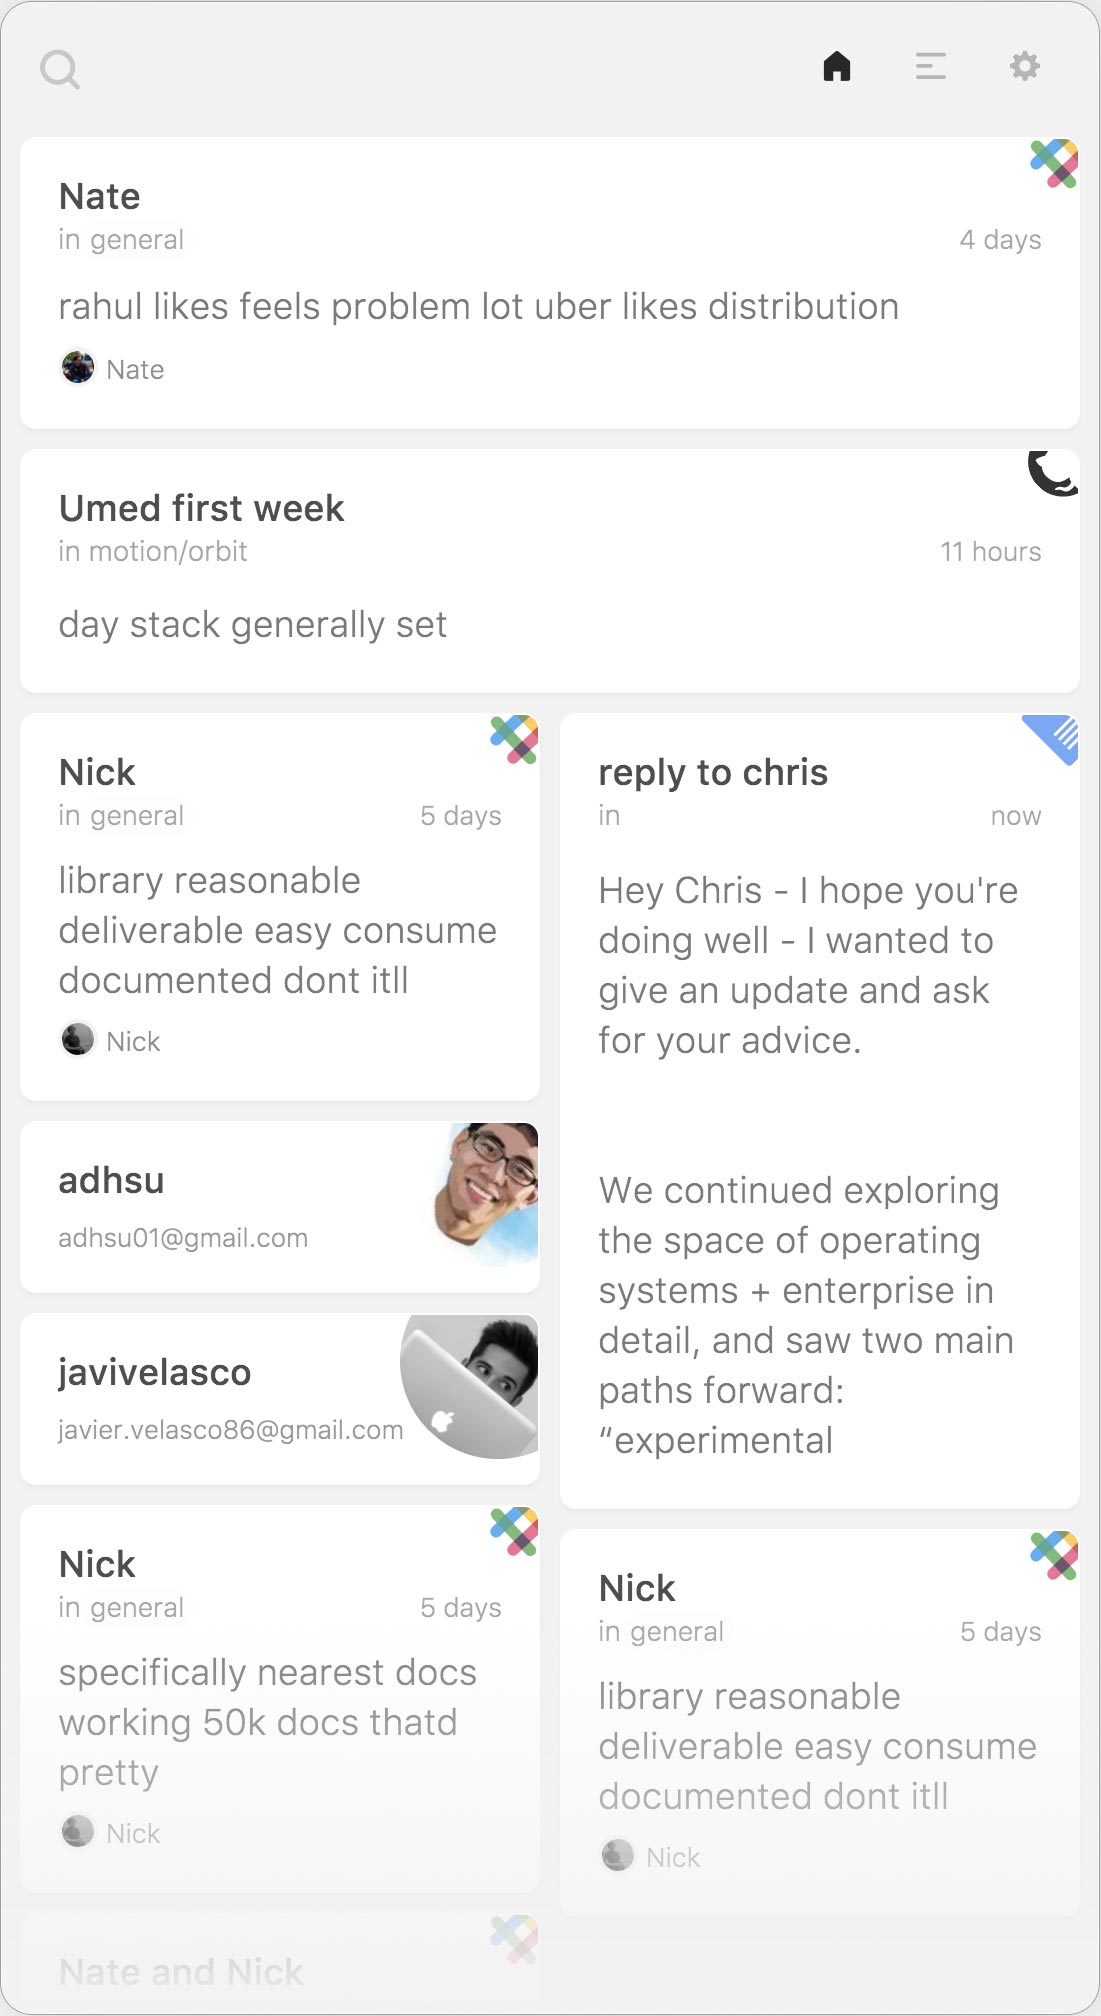 Nate
in general
4 days
rahul likes feels problem lot uber likes distribution
Nate
Umed first week
in motion/orbit
11 hours
day stack generally set
Nick
in general
5 days
library reasonable
deliverable easy consume
documented dont itll
Nick
reply to chris
in
now
Hey Chris - I hope you're
doing well - I wanted to
give an update and ask
for your advice.
We continued exploring
the space of operating
systems + enterprise in
detail, and saw two main
paths forward:
“experimental
adhsu
adhsu01@gmail.com
javivelasco
javier.velasco86@gmail.com
Nick
in general
5 days
specifically nearest docs
working 50k docs thatd
pretty
Nick
Nick
in general
5 days
library reasonable
deliverable easy consume
documented dont itll
Nick
Nate and Nick